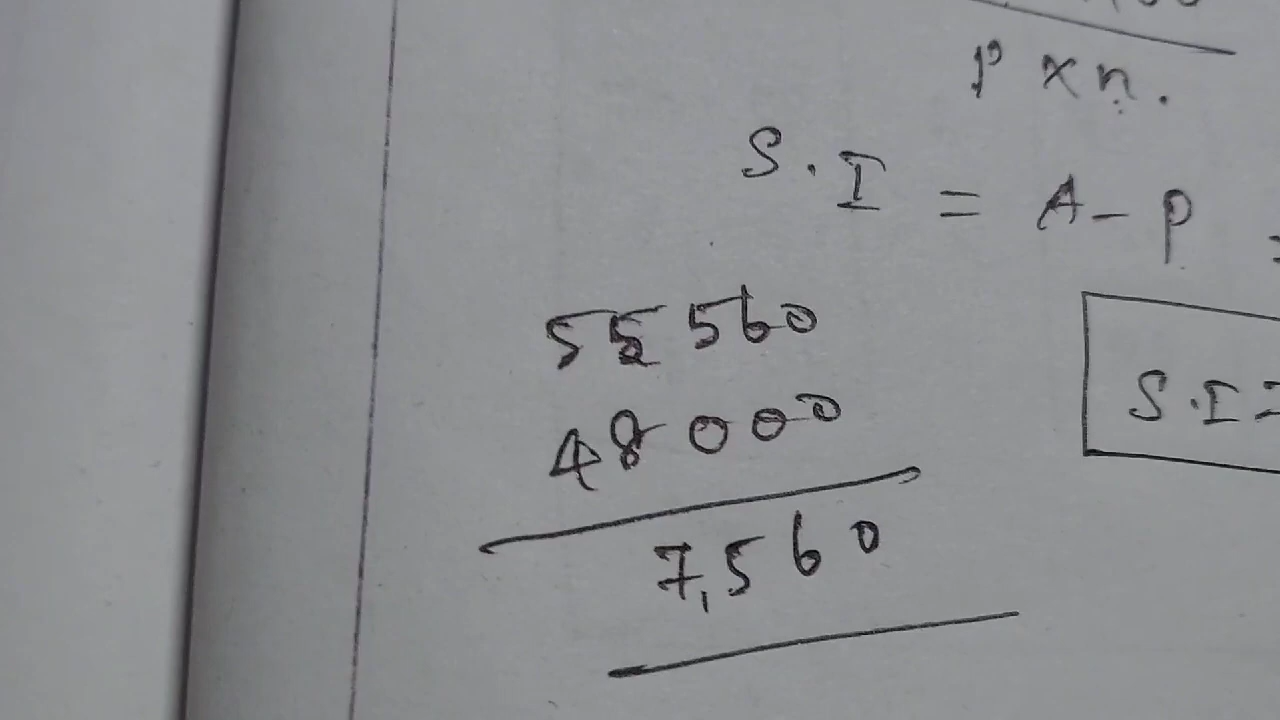 P × n.
S.I = A - P
55560
48000
S.I =
7,560